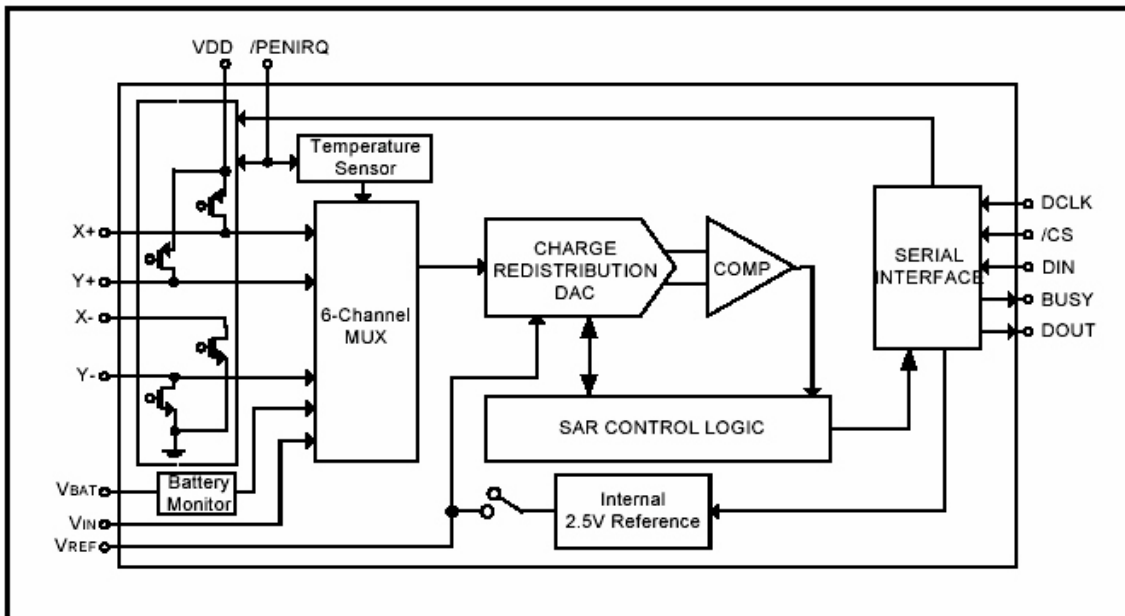 VDD /PENIRQ
Temperature
Sensor
X+
Y+
X-
Y-
6-Channel
MUX
CHARGE
REDISTRIBUTION
DAC
COMP
SERIAL
INTERFACE
DCLK
/CS
DIN
BUSY
DOUT
SAR CONTROL LOGIC
VBAT
Battery
Monitor
VIN
VREF
Internal
2.5V Reference